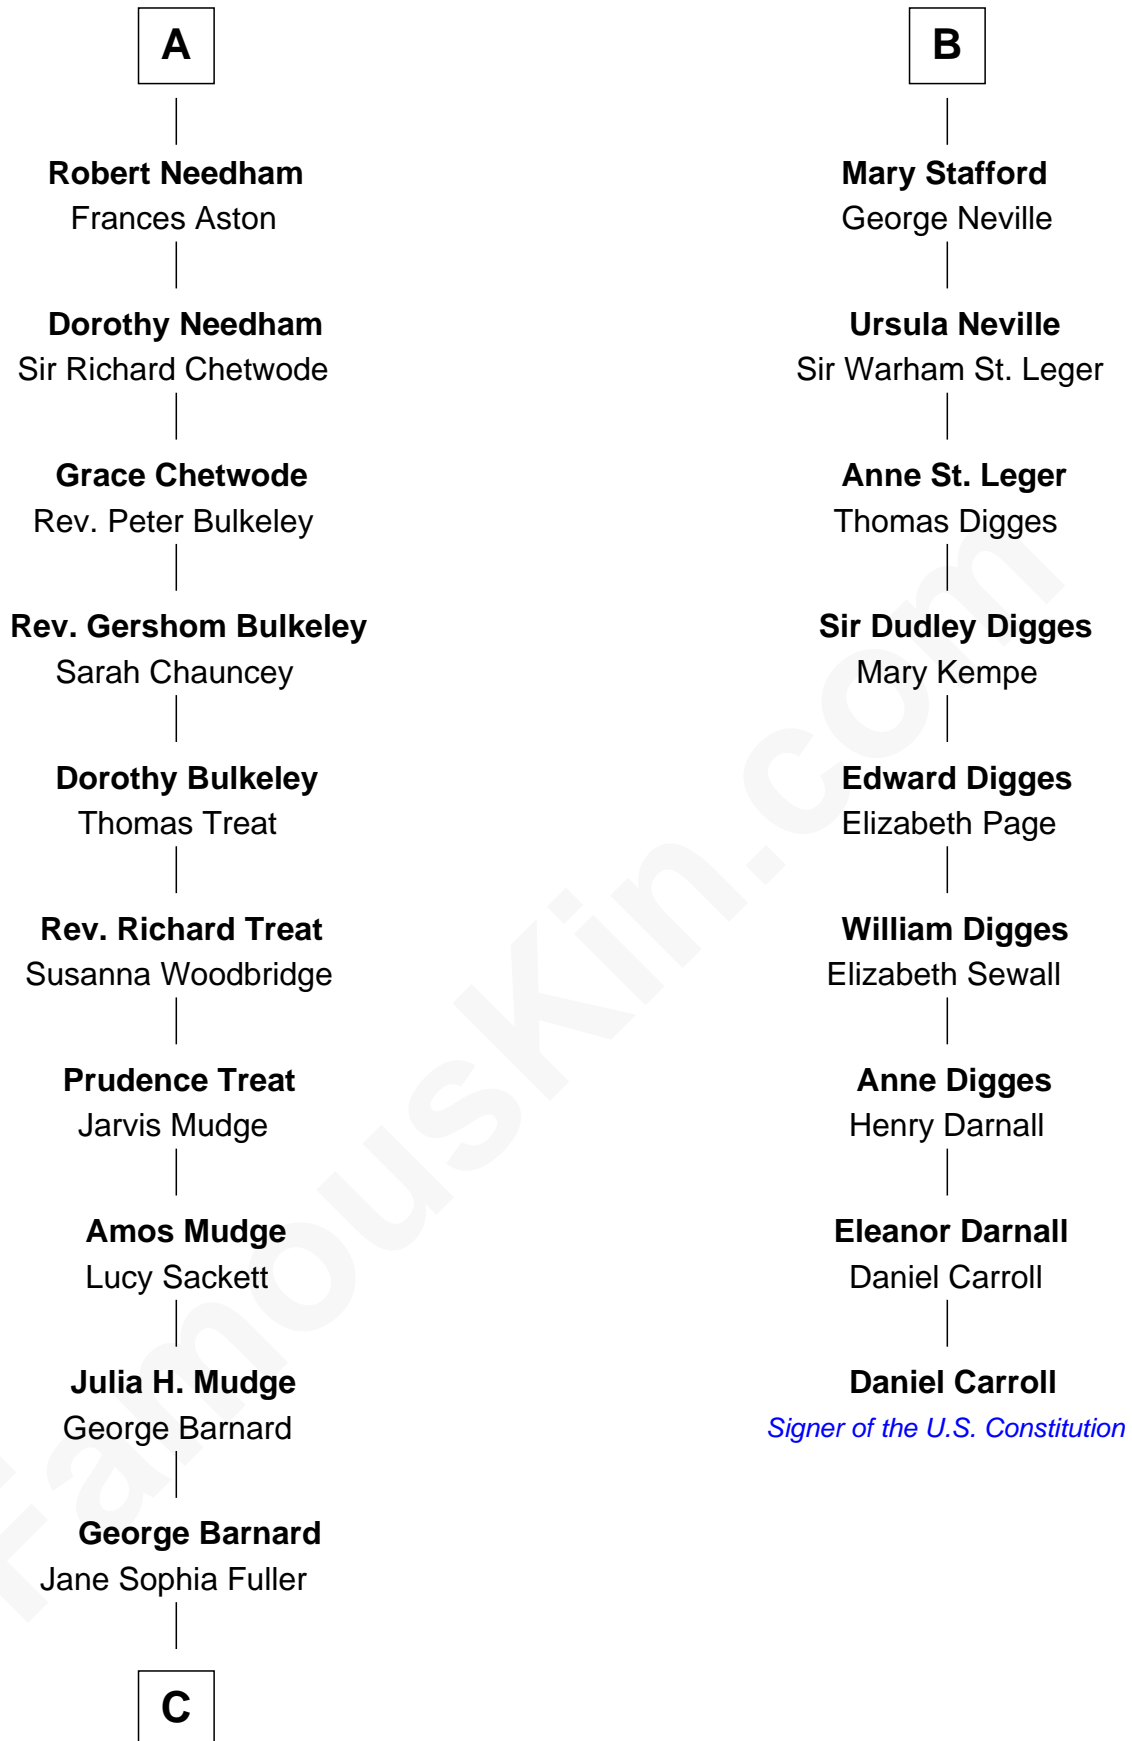 A
Robert Needham
Frances Aston
Dorothy Needham
Sir Richard Chetwode
Grace Chetwode
Rev. Peter Bulkeley
Rev. Gershom Bulkeley
Sarah Chauncey
Dorothy Bulkeley
Thomas Treat
Rev. Richard Treat
Susanna Woodbridge
Prudence Treat
Jarvis Mudge
Amos Mudge
Lucy Sackett
Julia H. Mudge
George Barnard
George Barnard
Jane Sophia Fuller
C
B
Mary Stafford
George Neville
Ursula Neville
Sir Warham St. Leger
Anne St. Leger
Thomas Digges
Sir Dudley Digges
Mary Kempe
Edward Digges
Elizabeth Page
William Digges
Elizabeth Sewall
Anne Digges
Henry Darnall
Eleanor Darnall
Daniel Carroll
Daniel Carroll
Signer of the U.S. Constitution
FamousKin.com